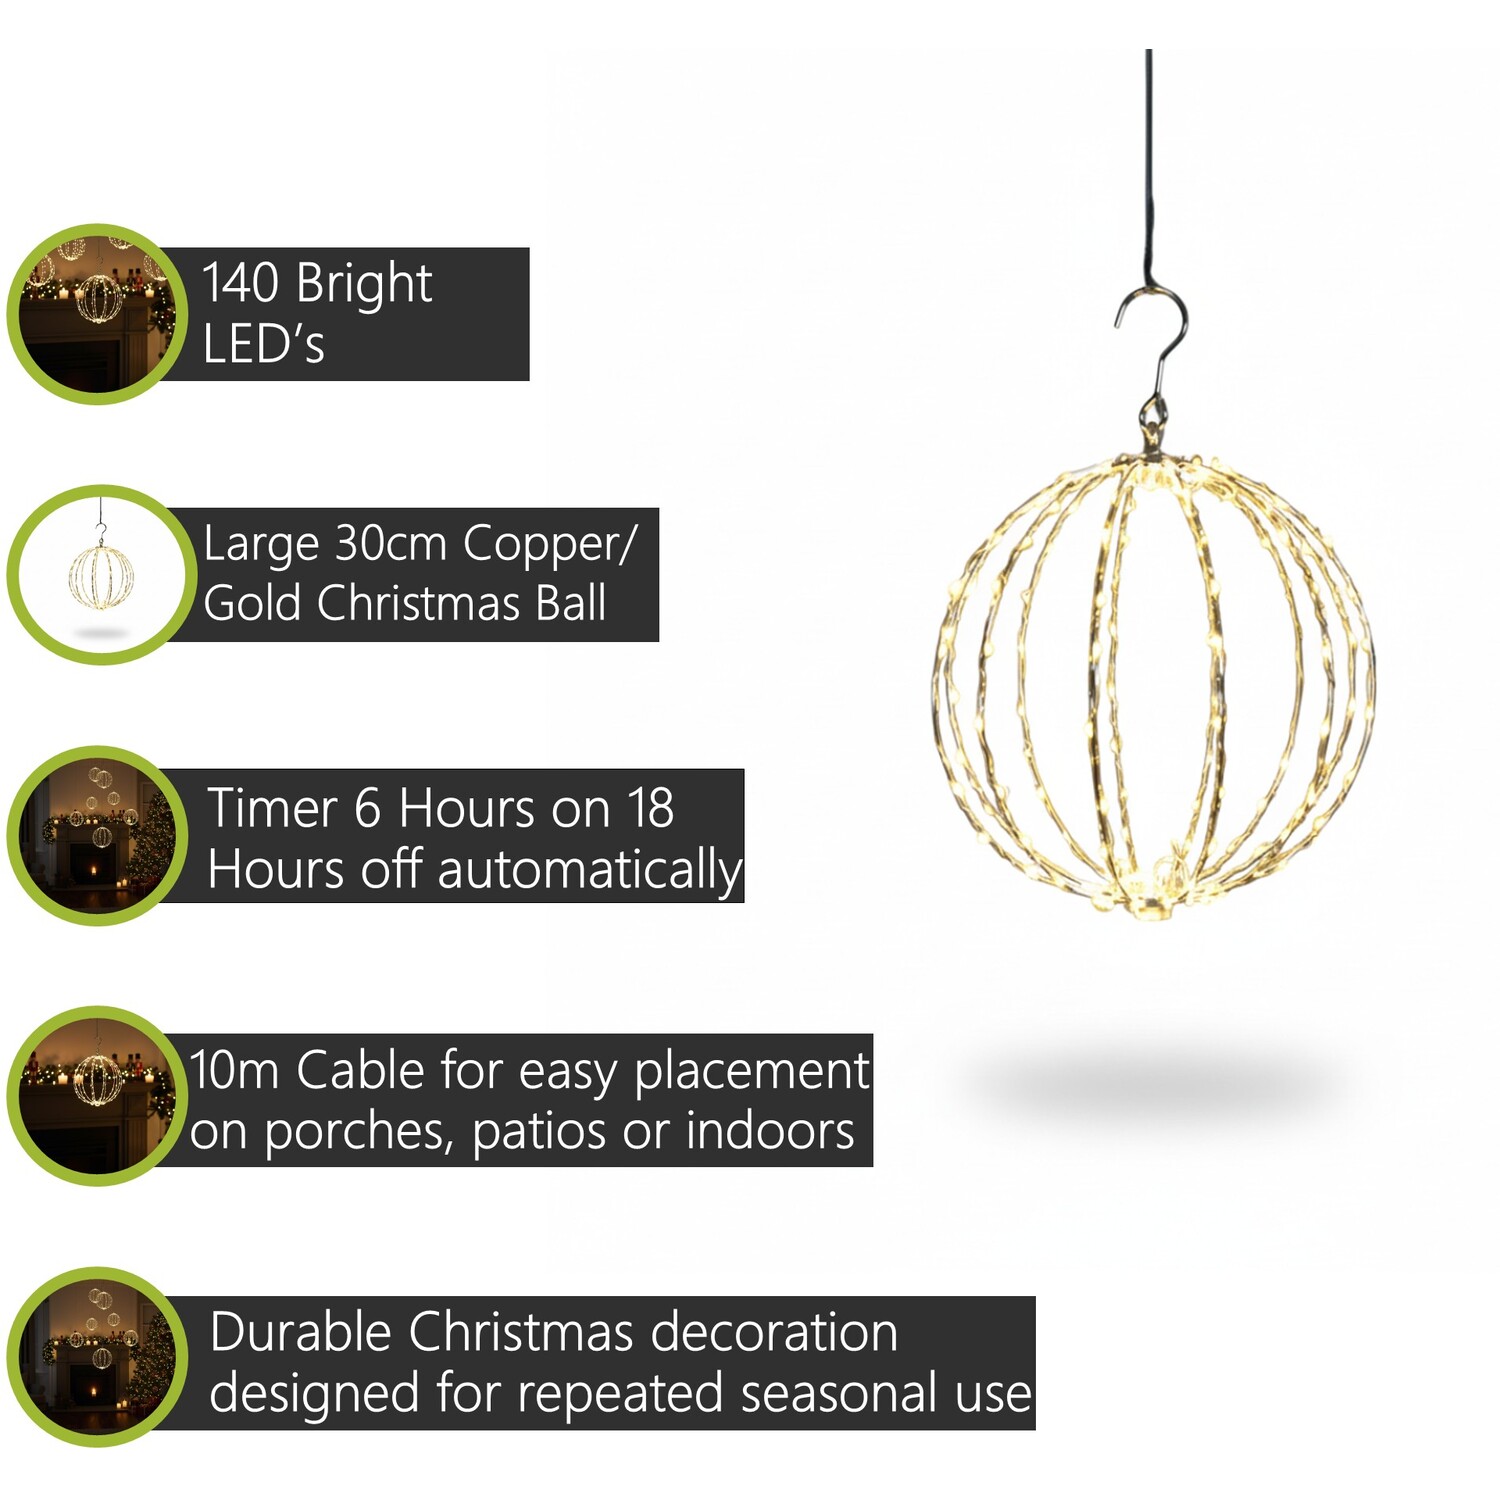 140 Bright
LED’s
Large 30cm Copper/
Gold Christmas Ball
Timer 6 Hours on 18
Hours off automatically
10m Cable for easy placement
on porches, patios or indoors
Durable Christmas decoration
designed for repeated seasonal use